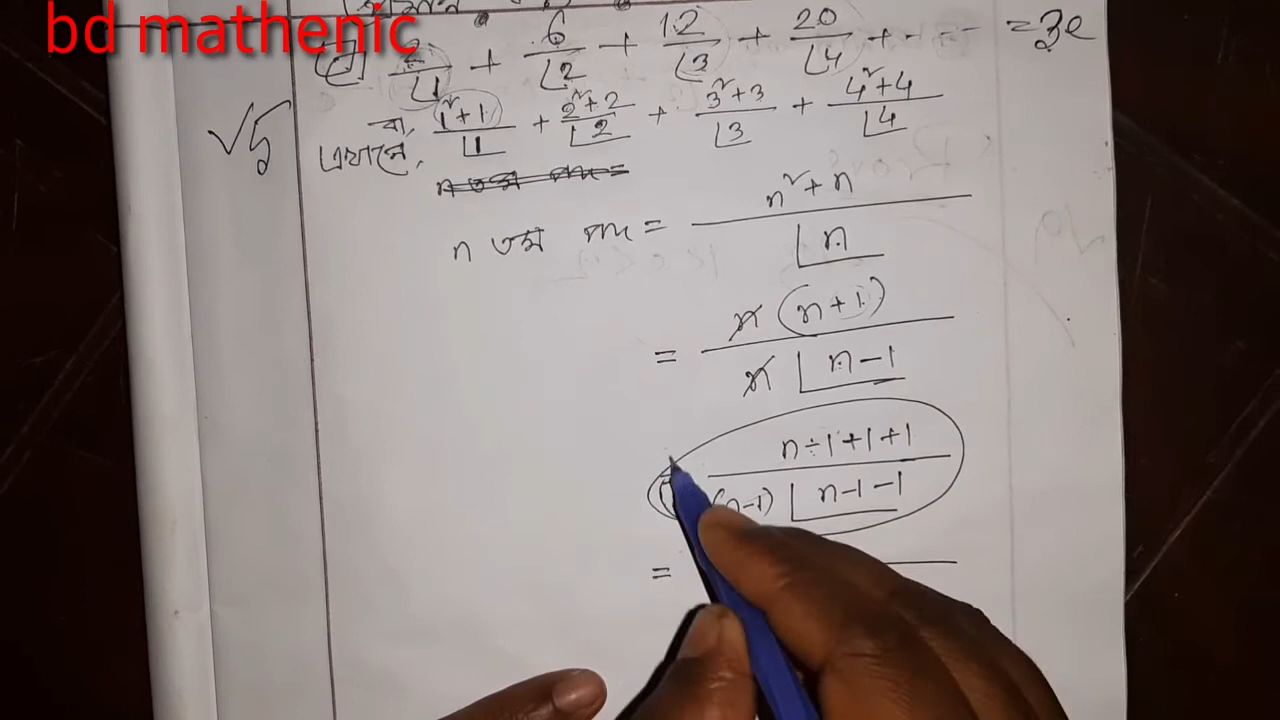 bd mathenic
2/∟1 + 6/∟2 + 12/∟3 + 20/∟4 + ---- = 3e
বা, 1²+1/∟1 + 2²+2/∟2 + 3²+3/∟3 + 4²+4/∟4
√5
এখানে,
n তম পদ = n²+n/∟n
= n(n+1)/n ∟n-1
n-1+1+1/(n-1) ∟n-1-1
=